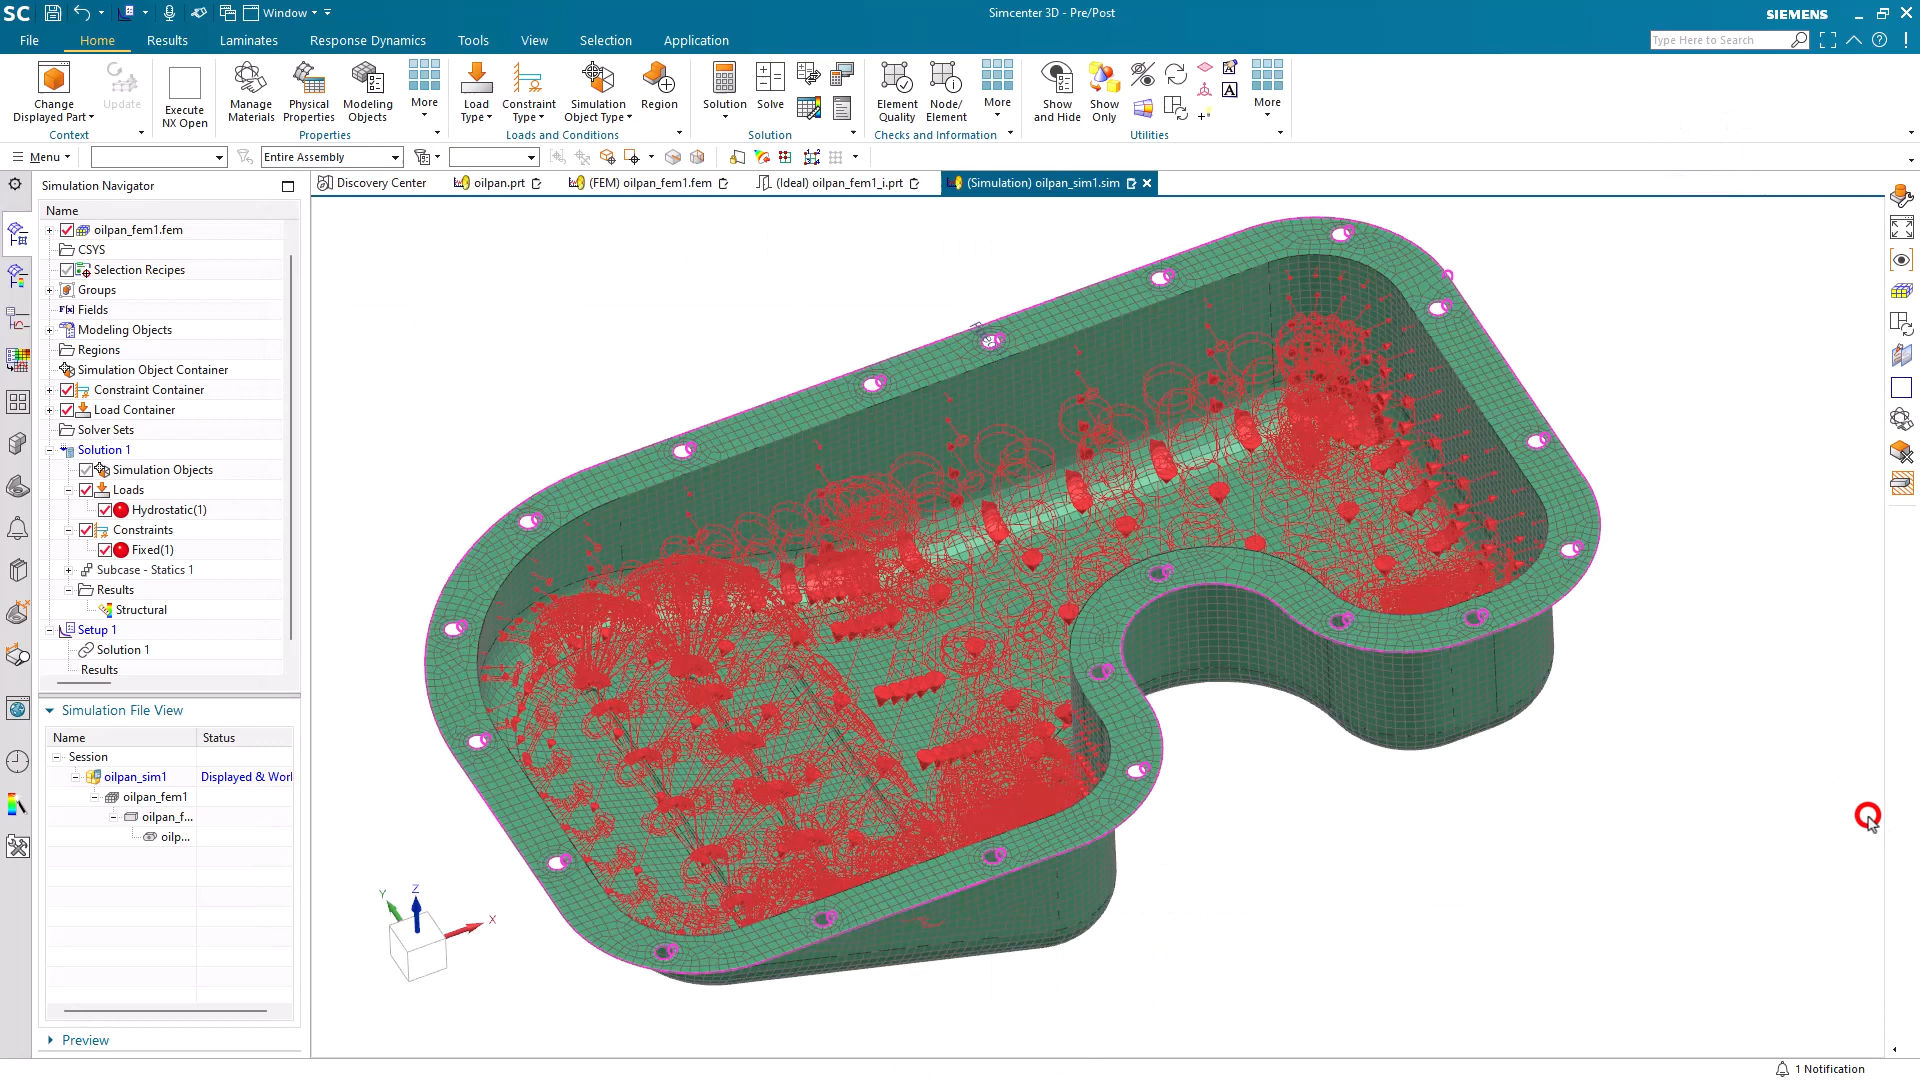 SC
Window
Simcenter 3D - Pre/Post
SIEMENS
File
Home
Results
Laminates
Response Dynamics
Tools
View
Selection
Application
Type Here to Search
Change
Displayed Part
Update
Context
Execute
NX Open
Manage
Materials
Physical
Properties
Modeling
Objects
More
Properties
Load
Type
Constraint
Type
Simulation
Object Type
Region
Loads and Conditions
Solution
Solve
Solution
Element
Quality
Node/
Element
More
Checks and Information
Show
and Hide
Show
Only
More
Utilities
Menu
Entire Assembly
Simulation Navigator
Discovery Center
oilpan.prt
(FEM) oilpan_fem1.fem
(Ideal) oilpan_fem1_i.prt
(Simulation) oilpan_sim1.sim
Name
oilpan_fem1.fem
CSYS
Selection Recipes
Groups
F(x) Fields
Modeling Objects
Regions
Simulation Object Container
Constraint Container
Load Container
Solver Sets
Solution 1
Simulation Objects
Loads
Hydrostatic(1)
Constraints
Fixed(1)
Subcase - Statics 1
Results
Structural
Setup 1
Solution 1
Results
Simulation File View
Name Status
Session
oilpan_sim1 Displayed & Worl
oilpan_fem1
oilpan_f...
oilp...
Preview
Y
Z
X
1 Notification